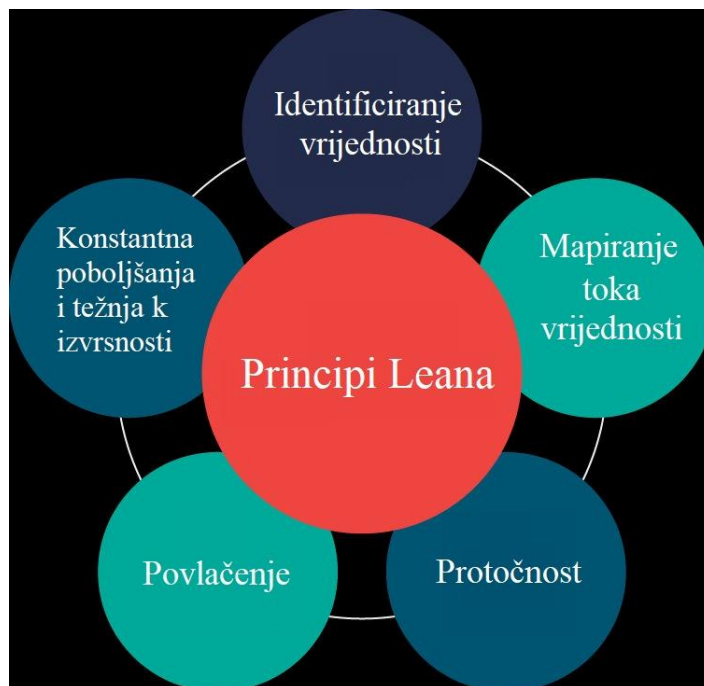 Identificiranje
vrijednosti
Mapiranje
toka
vrijednosti
Protočnost
Povlačenje
Konstantna
poboljšanja
i težnja k
izvrsnosti
Principi Leana